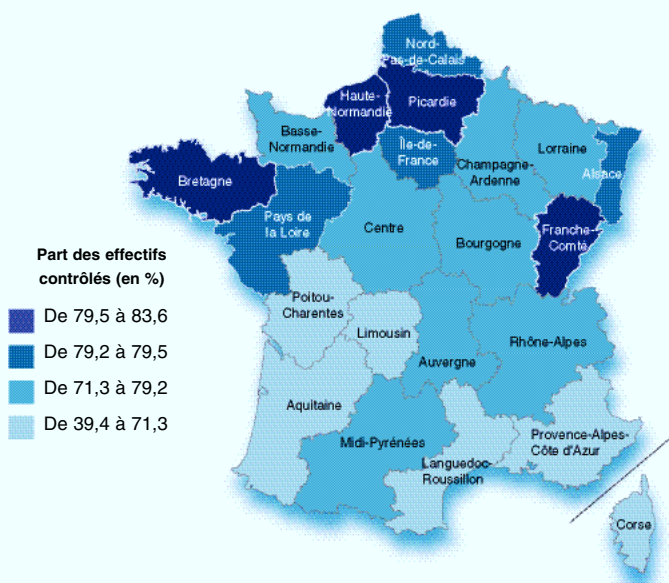 Nord-
Pas-de-Calais
Haute-
Normandie
Picardie
Basse-
Normandie
Île-de-
France
Champagne-
Ardenne
Lorraine
Alsace
Bretagne
Pays de
la Loire
Centre
Bourgogne
Franche-
Comté
Part des effectifs
contrôlés (en %)
De 79,5 à 83,6
De 79,2 à 79,5
De 71,3 à 79,2
De 39,4 à 71,3
Poitou-
Charentes
Limousin
Auvergne
Rhône-Alpes
Aquitaine
Midi-Pyrénées
Languedoc-
Roussillon
Provence-Alpes-
Côte d'Azur
Corse